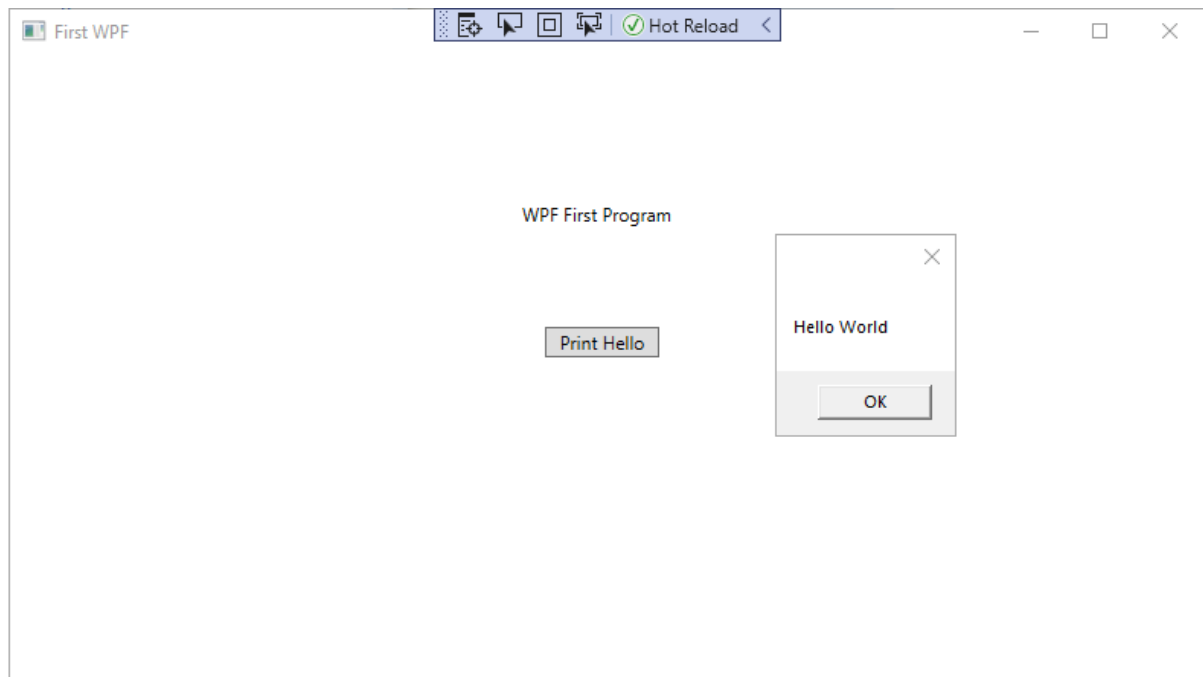 First WPF
Hot Reload
WPF First Program
Hello World
Print Hello
OK